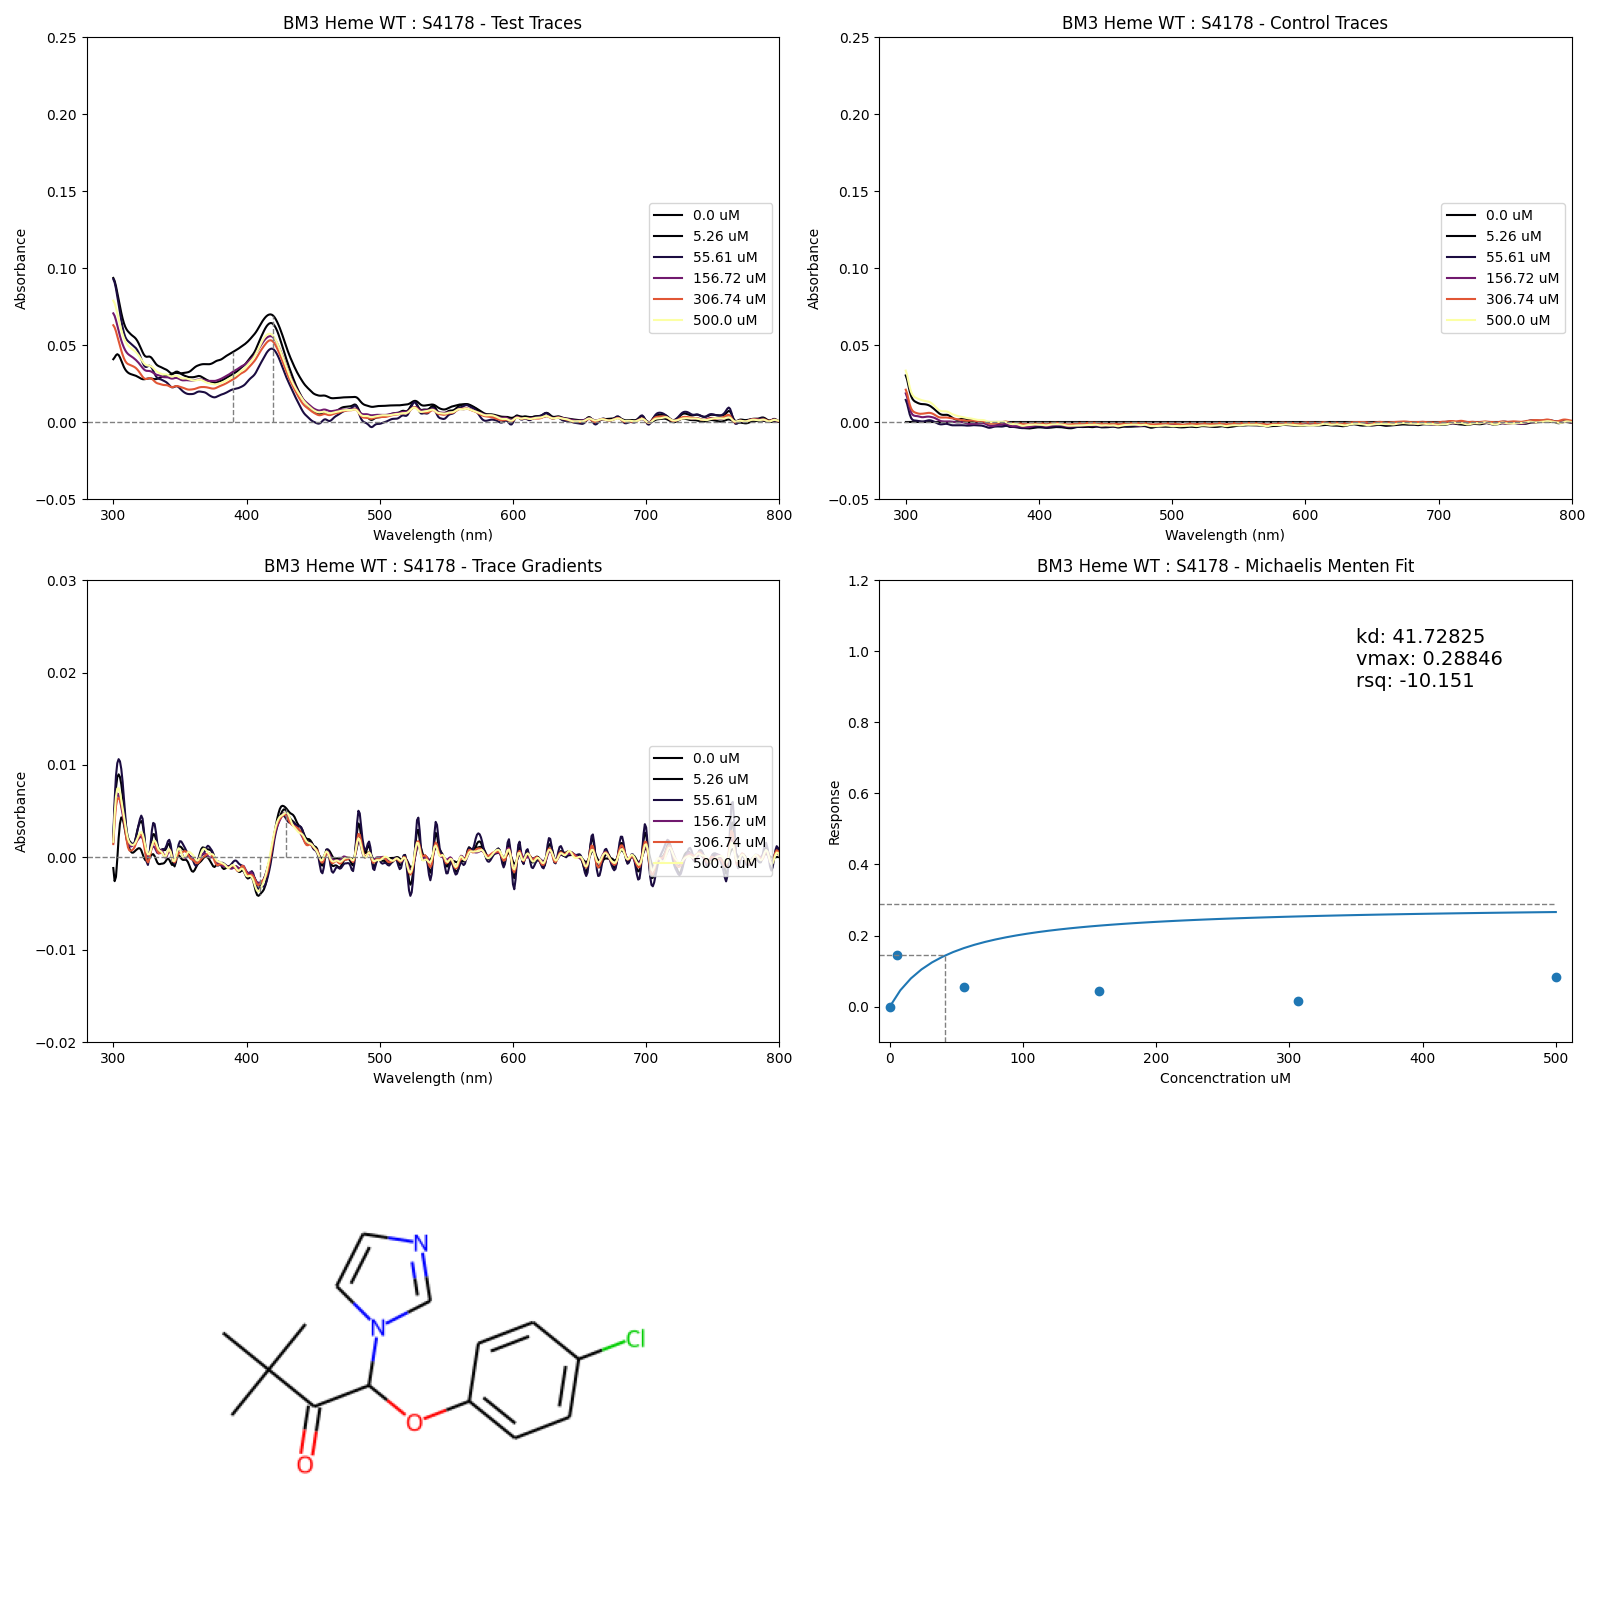 BM3 Heme WT : S4178 - Test Traces
0.25
0.20
0.15
0.10
0.05
0.00
−0.05
Absorbance
300 400 500 600 700 800
Wavelength (nm)
0.0 uM
5.26 uM
55.61 uM
156.72 uM
306.74 uM
500.0 uM
BM3 Heme WT : S4178 - Control Traces
0.25
0.20
0.15
0.10
0.05
0.00
−0.05
Absorbance
300 400 500 600 700 800
Wavelength (nm)
0.0 uM
5.26 uM
55.61 uM
156.72 uM
306.74 uM
500.0 uM
BM3 Heme WT : S4178 - Trace Gradients
0.03
0.02
0.01
0.00
−0.01
−0.02
Absorbance
300 400 500 600 700 800
Wavelength (nm)
0.0 uM
5.26 uM
55.61 uM
156.72 uM
306.74 uM
500.0 uM
BM3 Heme WT : S4178 - Michaelis Menten Fit
1.2
1.0
0.8
0.6
0.4
0.2
0.0
Response
0 100 200 300 400 500
Concenctration uM
kd: 41.72825
vmax: 0.28846
rsq: -10.151
N
N
Cl
O
O